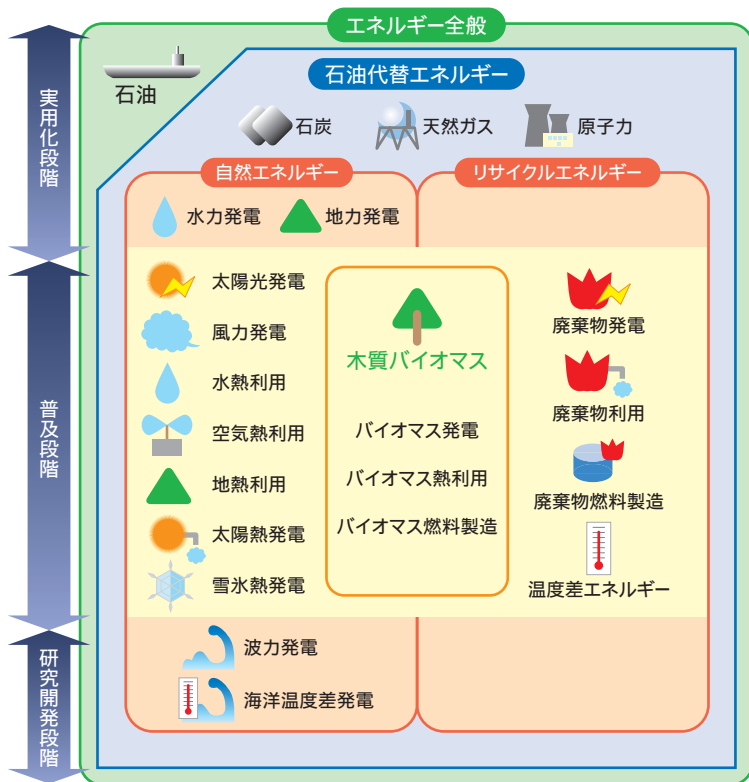 エネルギー全般
石油
石油代替エネルギー
石炭
天然ガス
原子力
自然エネルギー
リサイクルエネルギー
実用化段階
水力発電
地力発電
普及段階
太陽光発電
風力発電
水熱利用
空気熱利用
地熱利用
太陽熱発電
雪氷熱発電
木質バイオマス
バイオマス発電
バイオマス熱利用
バイオマス燃料製造
廃棄物発電
廃棄物利用
廃棄物燃料製造
温度差エネルギー
研究開発段階
波力発電
海洋温度差発電